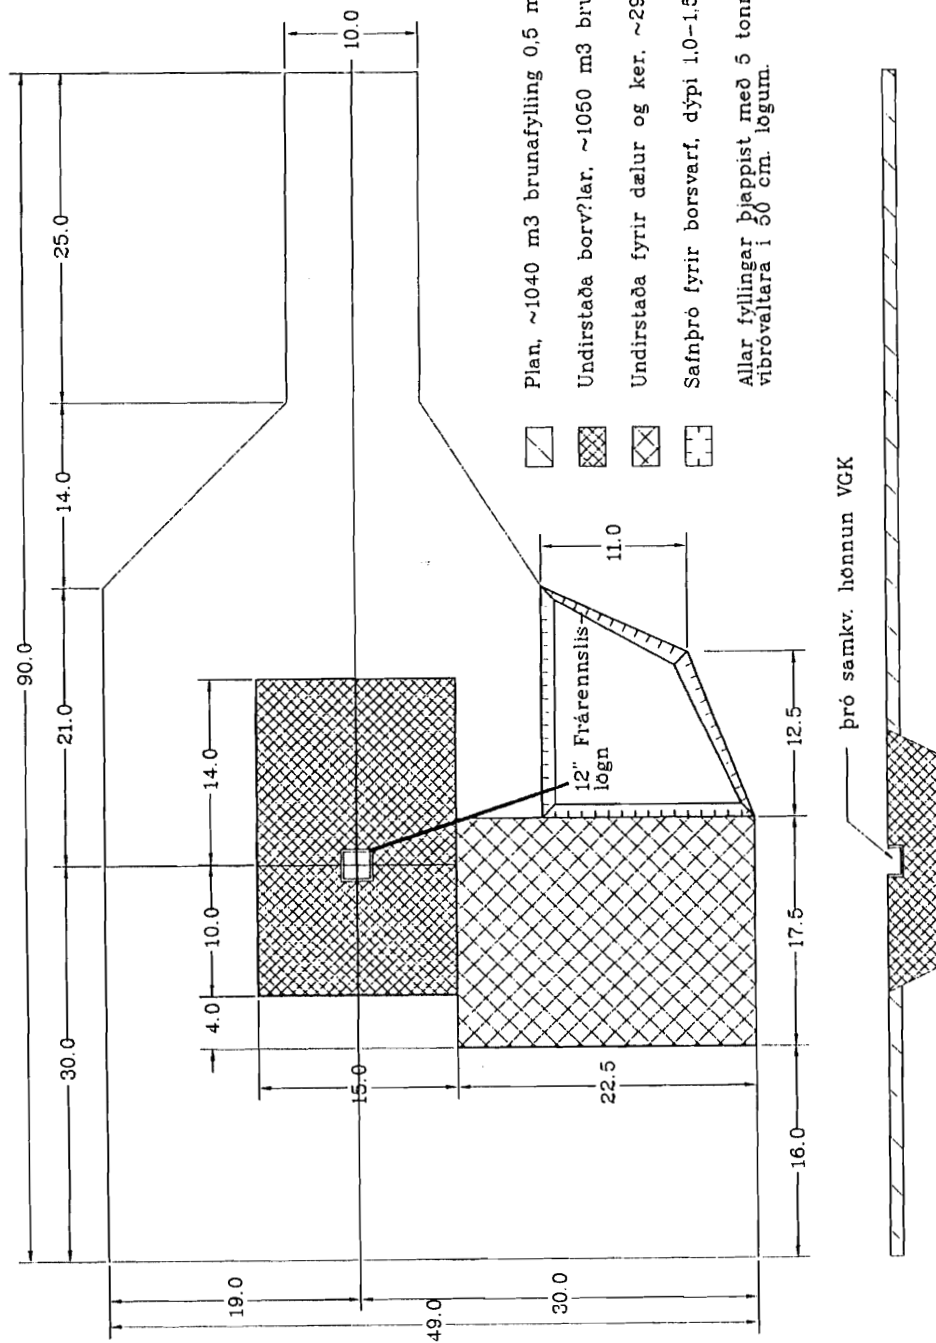 90.0
30.0
21.0
14.0
25.0
10.0
4.0
10.0
14.0
19.0
49.0
30.0
15.0
22.5
16.0
17.5
12.5
11.0
12" Frárennslis-
lögn
Plan, ~1040 m3 brunafylling 0,5 m
Undirstaða borv?lar, ~1050 m3
Undirstaða fyrir dælur og ker. ~29
Safnþró fyrir borsvarf, dýpi 1.0-1.5
Allar fyllingar þjappist með 5
vibróvaltara í 50 cm. lögum.
þró samkv. hönnun VGK